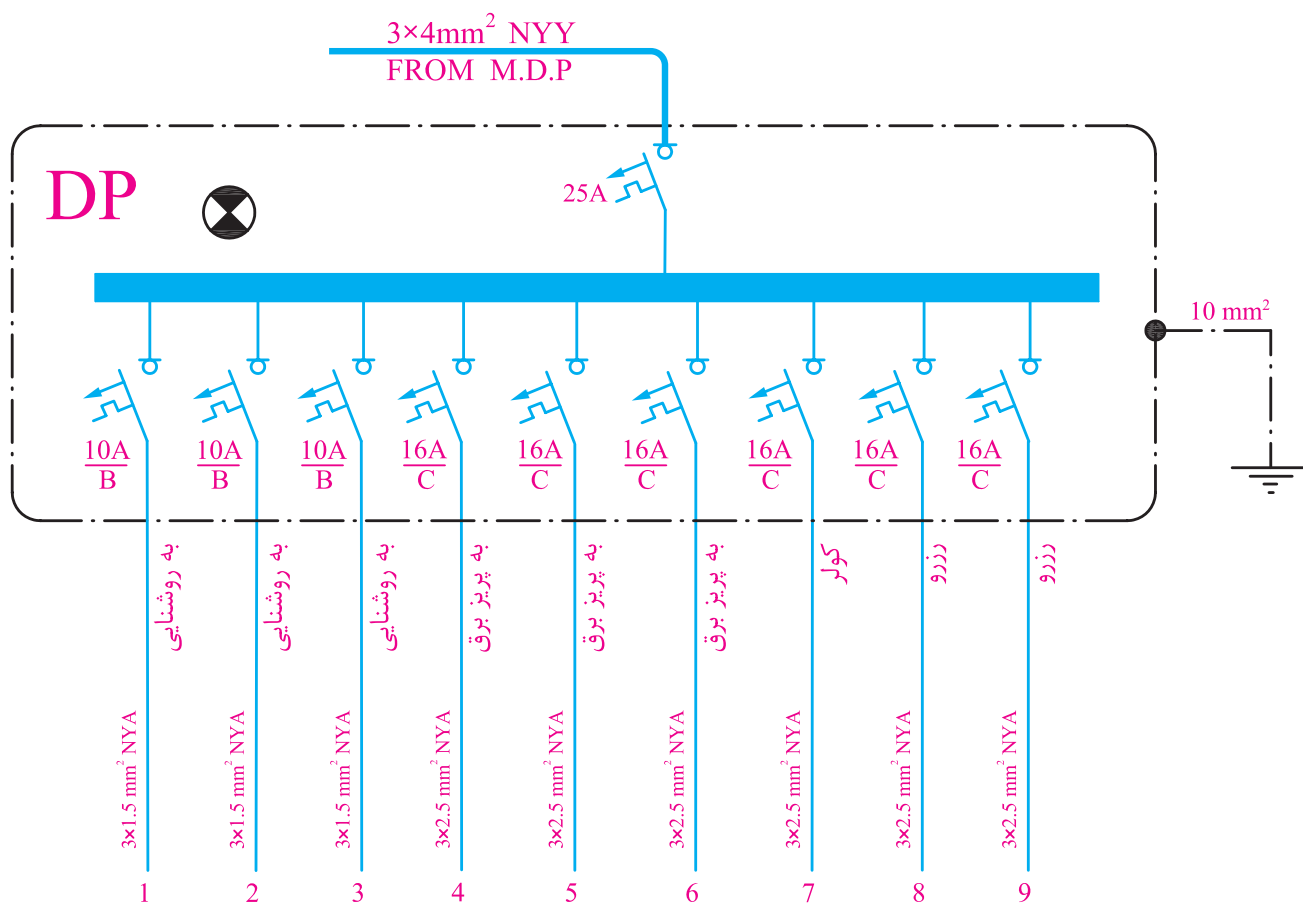 3×4mm² NYY
FROM M.D.P
DP
25A
10 mm²
10A
B
10A
B
10A
B
16A
C
16A
C
16A
C
16A
C
16A
C
16A
C
به روشنایی
به روشنایی
به روشنایی
به پریز برق
به پریز برق
به پریز برق
کولر
رزرو
رزرو
3×1.5 mm² NYA
3×1.5 mm² NYA
3×1.5 mm² NYA
3×2.5 mm² NYA
3×2.5 mm² NYA
3×2.5 mm² NYA
3×2.5 mm² NYA
3×2.5 mm² NYA
3×2.5 mm² NYA
1
2
3
4
5
6
7
8
9